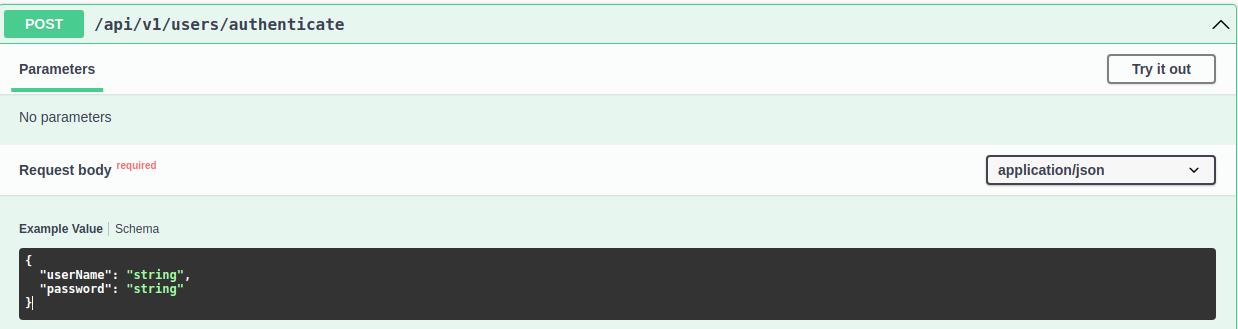 POST /api/v1/users/authenticate
Parameters Try it out
No parameters
Request body required application/json
Example Value Schema
{
  "userName": "string",
  "password": "string"
}